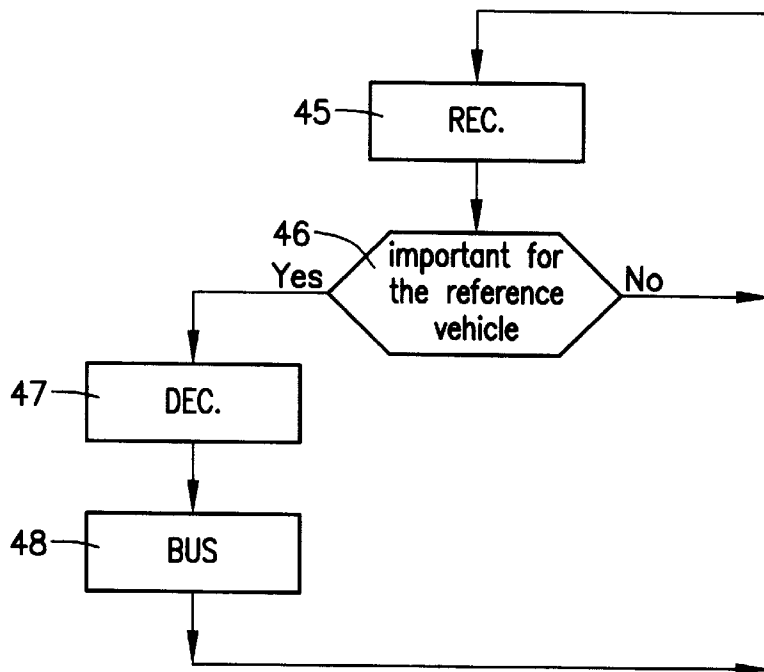 45
REC.
46
important for
the reference
vehicle
Yes
No
47
DEC.
48
BUS